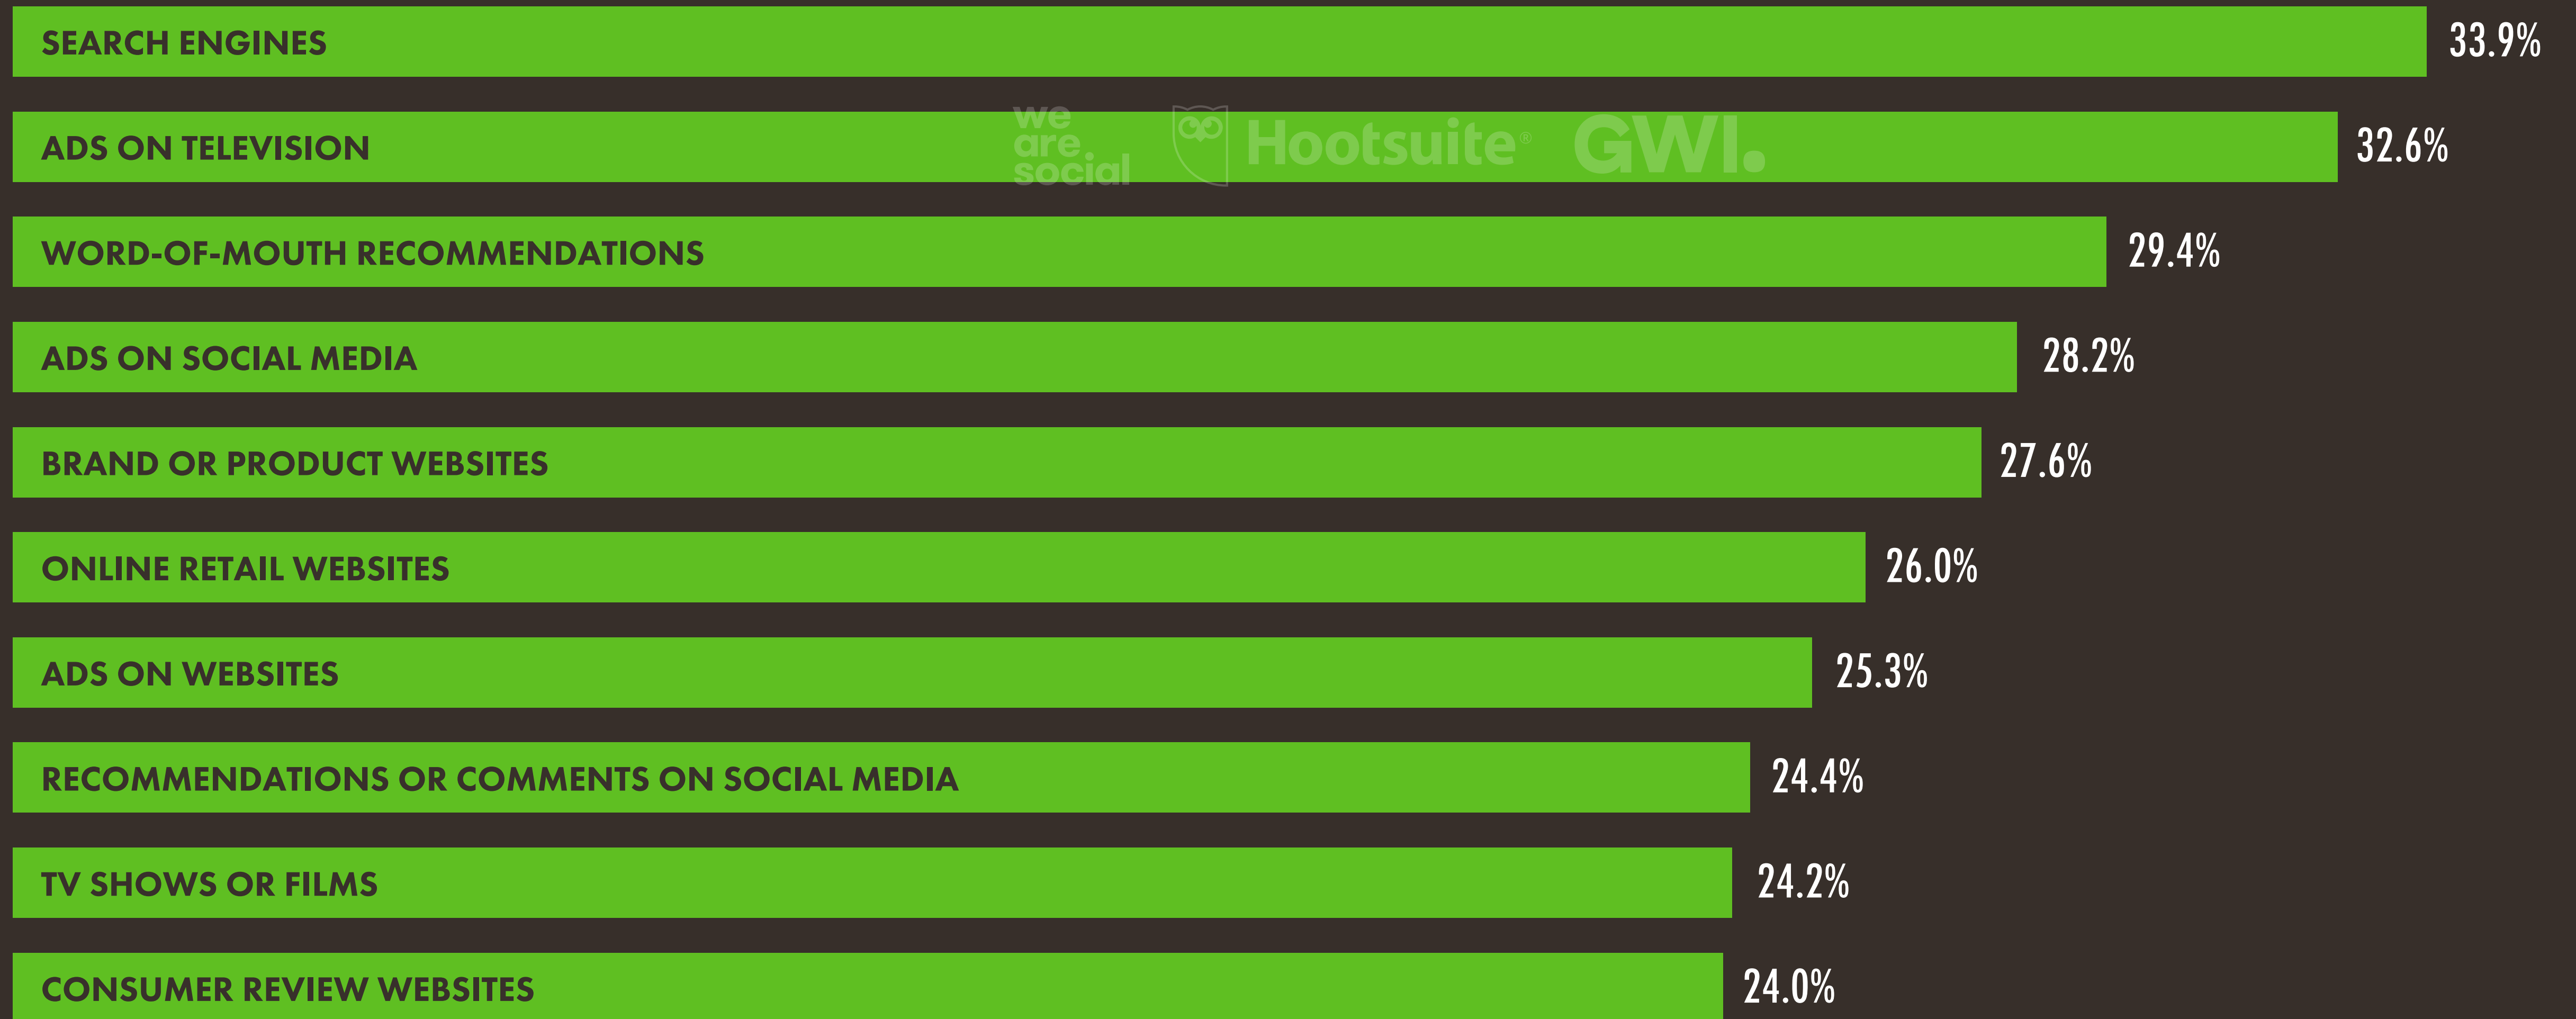 SEARCH ENGINES 33.9%
we
are
social
Hootsuite®
GWI.
ADS ON TELEVISION 32.6%
WORD-OF-MOUTH RECOMMENDATIONS 29.4%
ADS ON SOCIAL MEDIA 28.2%
BRAND OR PRODUCT WEBSITES 27.6%
ONLINE RETAIL WEBSITES 26.0%
ADS ON WEBSITES 25.3%
RECOMMENDATIONS OR COMMENTS ON SOCIAL MEDIA 24.4%
TV SHOWS OR FILMS 24.2%
CONSUMER REVIEW WEBSITES 24.0%